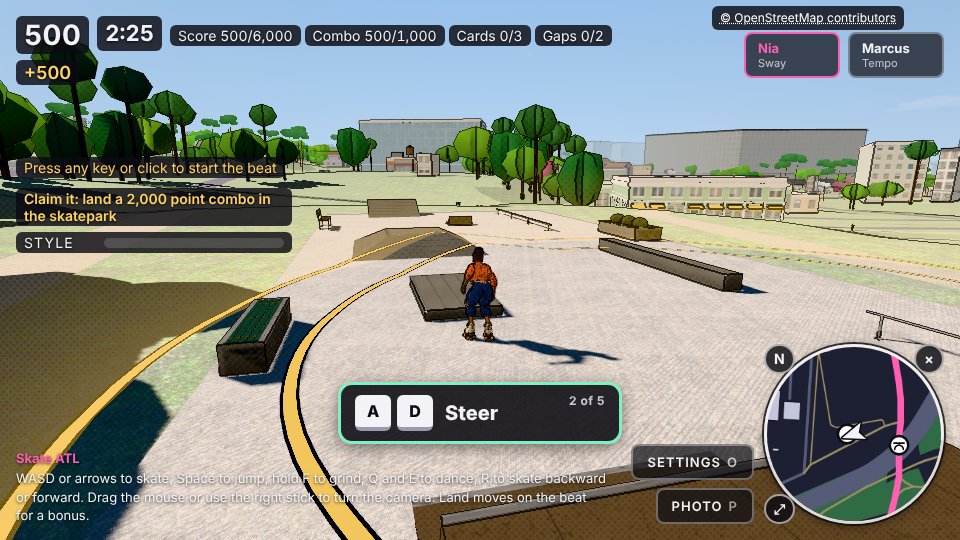 500
2:25
Score 500/6,000
Combo 500/1,000
Cards 0/3
Gaps 0/2
© OpenStreetMap contributors
+500
Nia
Sway
Marcus
Tempo
Press any key or click to start the beat
Claim it: land a 2,000 point combo in
the skatepark
STYLE
A
D
Steer
2 of 5
N
×
Skate ATL
WASD or arrows to skate, Space to jump, hold F to grind, Q and E to dance, R to skate backward
or forward. Drag the mouse or use the right stick to turn the camera. Land moves on the beat
for a bonus.
SETTINGS O
PHOTO P